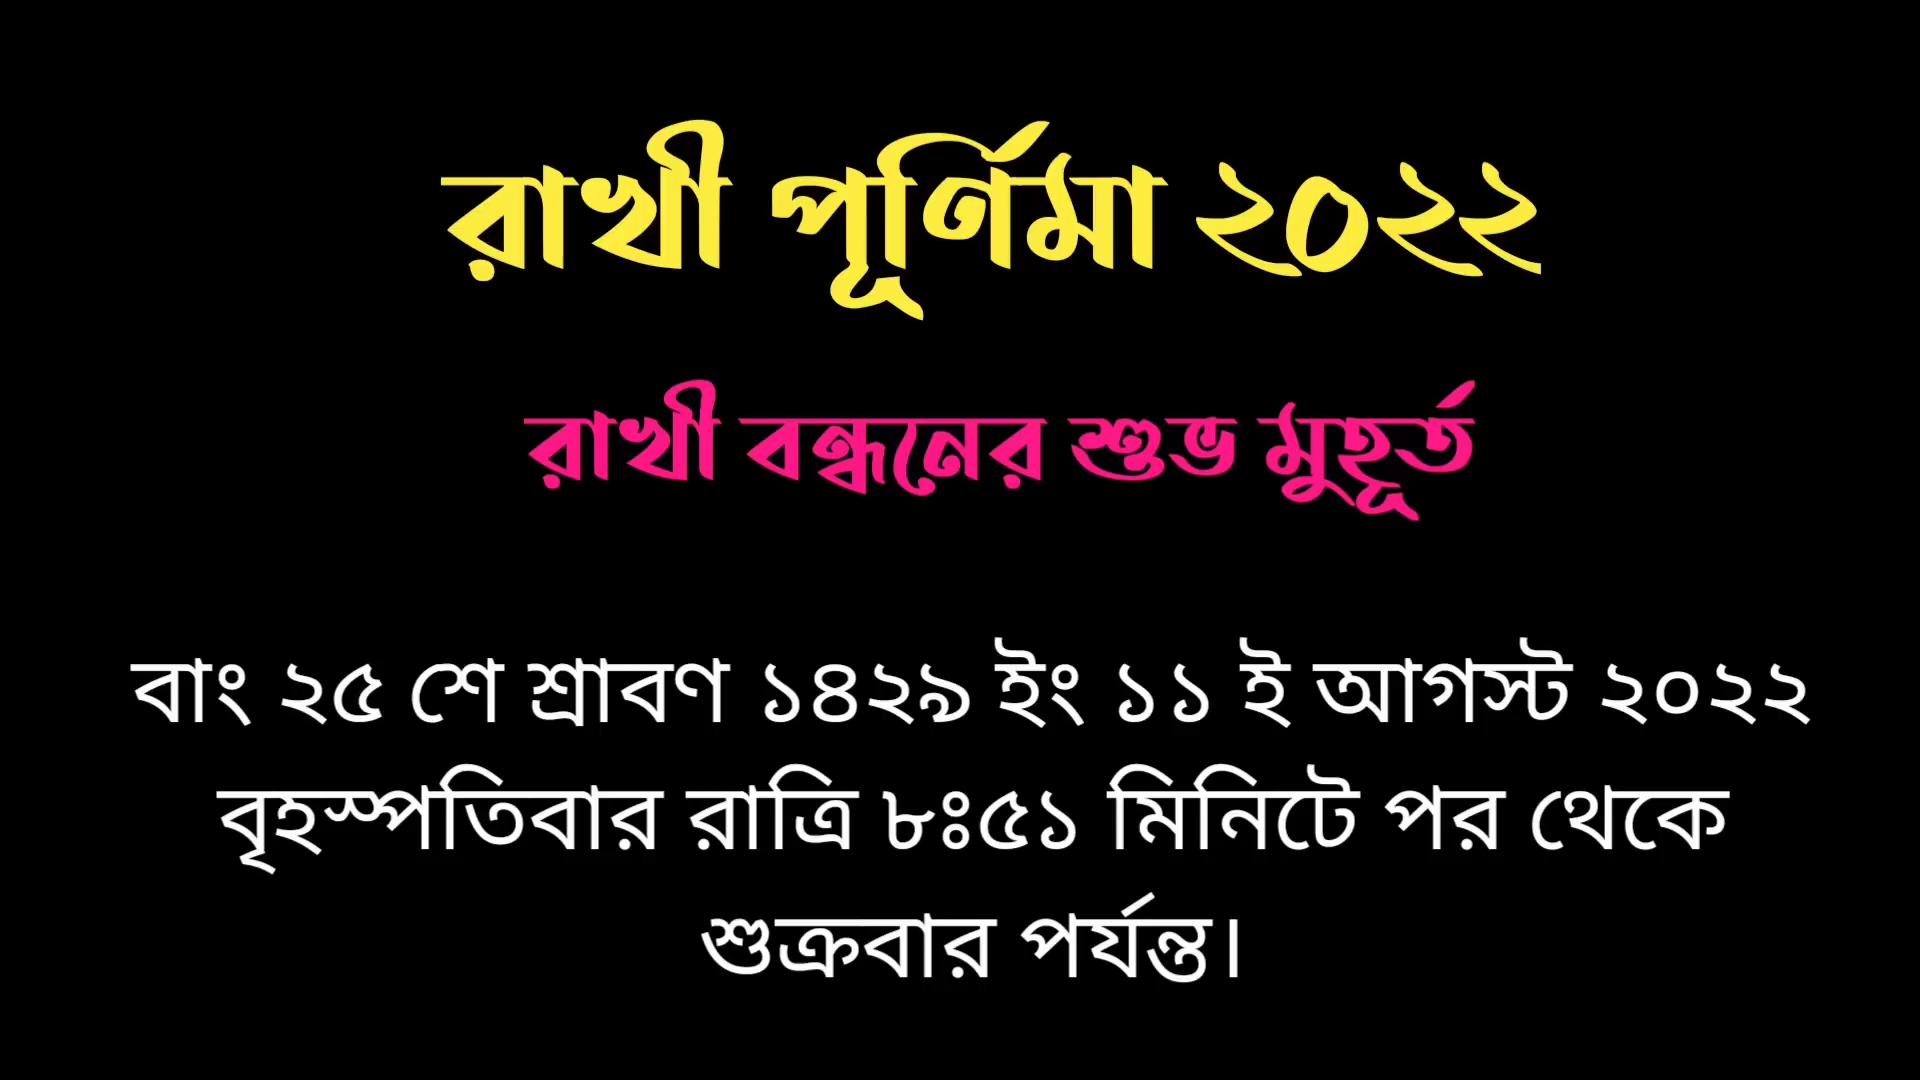 রাখী পূর্ণিমা ২০২২
রাখী বন্ধনের শুভ মুহূর্ত
বাং ২৫ শে শ্রাবণ ১৪২৯ ইং ১১ ই আগস্ট ২০২২
বৃহস্পতিবার রাত্রি ৮ঃ৫১ মিনিটে পর থেকে
শুক্রবার পর্যন্ত।